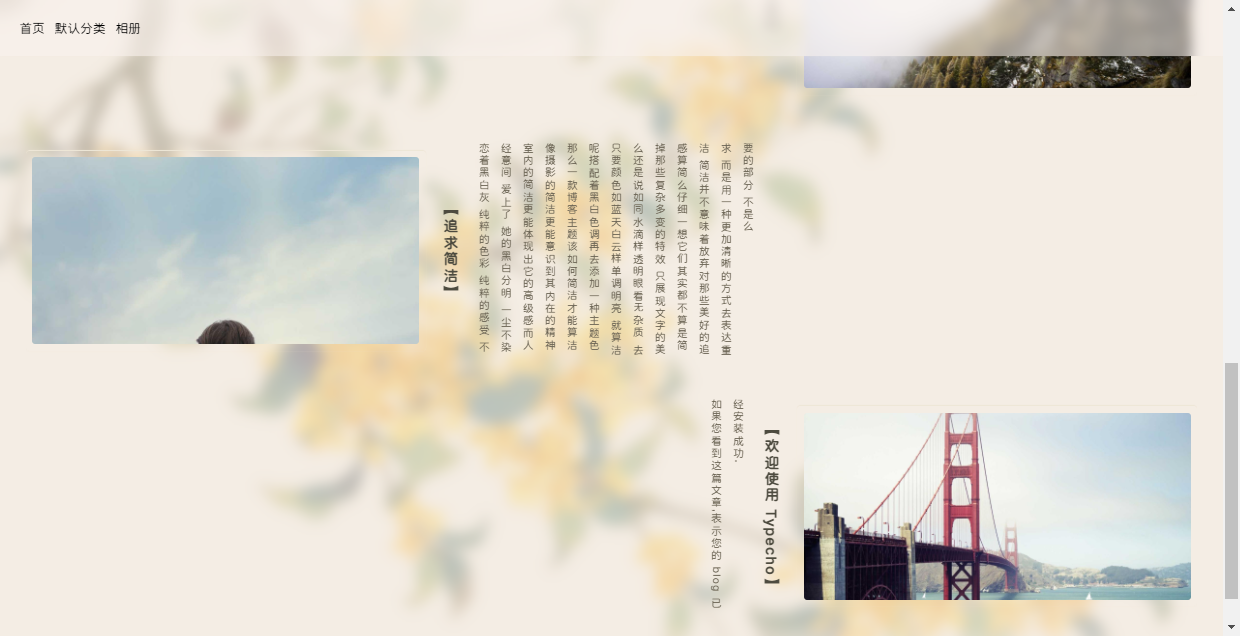 首页 默认分类 相册
【追求简洁】
恋着黑白灰 纯粹的色彩 纯粹的感受 不
经意间 爱上了 她的黑白分明 一尘不染
室内的简洁更能体现出它的高级感而人
像摄影的简洁更能意识到其内在的精神
那么一款博客主题该如何简洁才能算洁
呢搭配着黑白色调再去添加一种主题色
只要颜色如蓝天白云样单调明亮 就算洁
么还是说如同水滴样透明眼看无杂质 去
掉那些复杂多变的特效 只展现文字的美
感算简么仔细一想它们其实都不算是简
洁 简洁并不意味着放弃对那些美好的追
求 而是用一种更加清晰的方式去表达重
要的部分 不是么
【欢迎使用 Typecho】
如果您看到这篇文章,表示您的 blog 已
经安装成功.